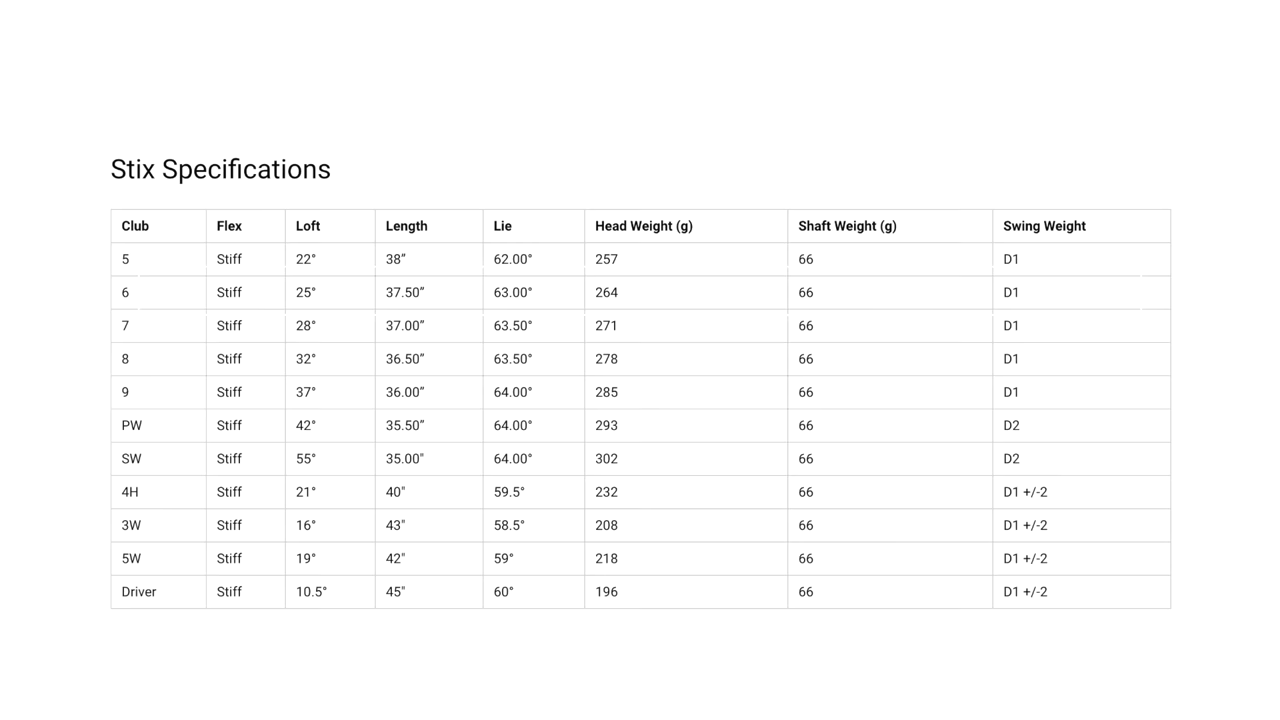 Stix Specifications
Club Flex Loft Length Lie Head Weight (g) Shaft Weight (g) Swing Weight
5 Stiff 22° 38” 62.00° 257 66 D1
6 Stiff 25° 37.50” 63.00° 264 66 D1
7 Stiff 28° 37.00” 63.50° 271 66 D1
8 Stiff 32° 36.50” 63.50° 278 66 D1
9 Stiff 37° 36.00” 64.00° 285 66 D1
PW Stiff 42° 35.50” 64.00° 293 66 D2
SW Stiff 55° 35.00" 64.00° 302 66 D2
4H Stiff 21° 40" 59.5° 232 66 D1 +/-2
3W Stiff 16° 43" 58.5° 208 66 D1 +/-2
5W Stiff 19° 42" 59° 218 66 D1 +/-2
Driver Stiff 10.5° 45" 60° 196 66 D1 +/-2